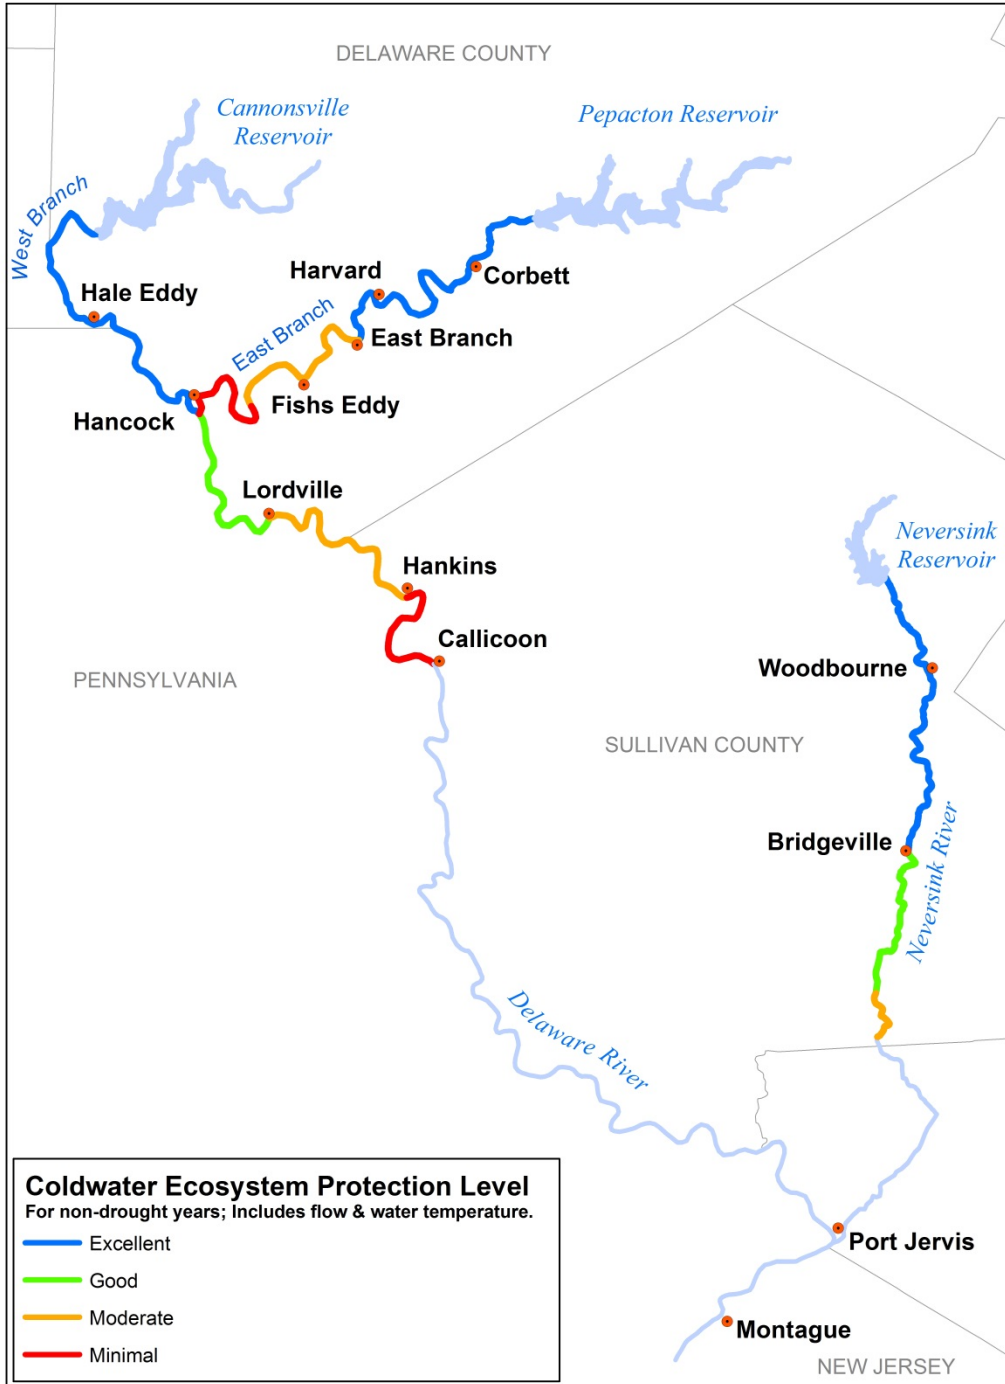 DELAWARE COUNTY
Cannonsville
Reservoir
Pepacton Reservoir
West Branch
Harvard
Corbett
Hale Eddy
East Branch
East Branch
Fishs Eddy
Hancock
Lordville
Neversink
Reservoir
Hankins
Callicoon
Woodbourne
PENNSYLVANIA
SULLIVAN COUNTY
Bridgeville
Neversink River
Delaware River
Coldwater Ecosystem Protection Level
For non-drought years; Includes flow & water temperature.
Excellent
Good
Moderate
Minimal
Port Jervis
Montague
NEW JERSEY